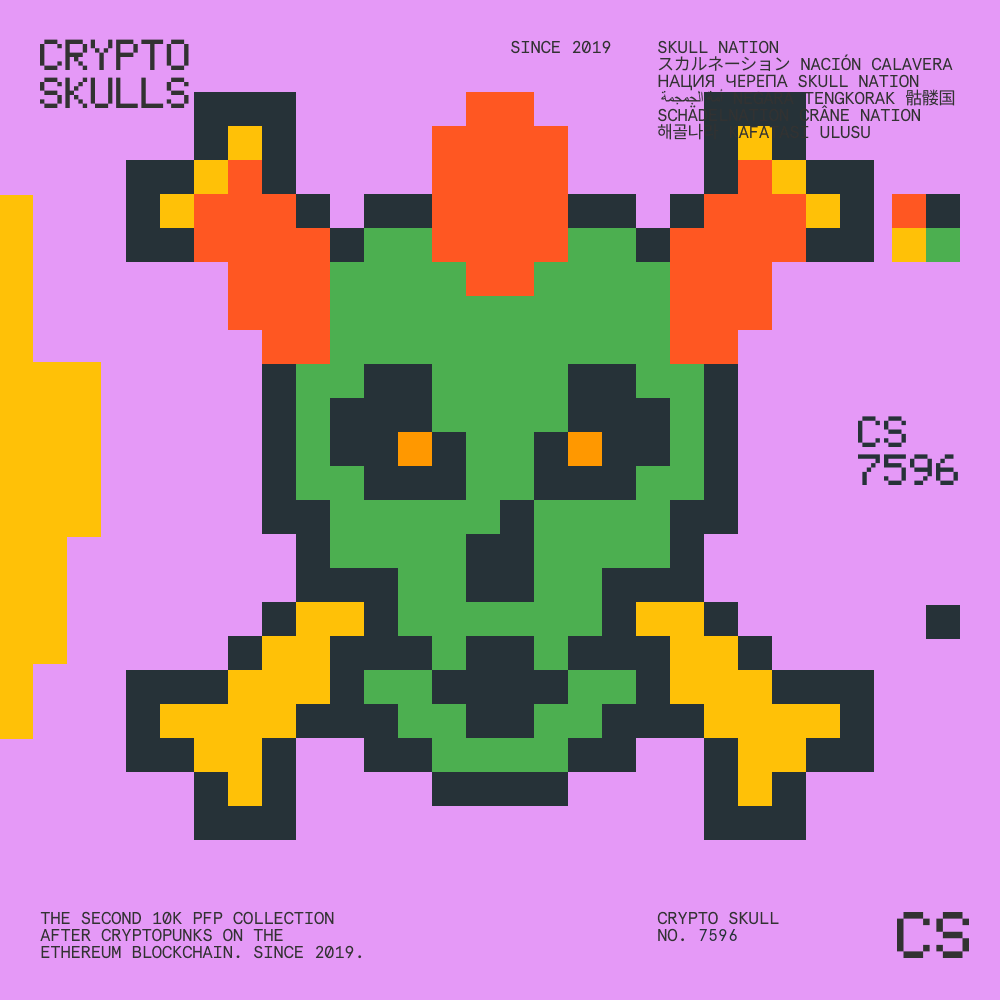 CRYPTO
SKULLS
SINCE 2019
SKULL NATION
スカルネーション NACIÓN CALAVERA
НАЦИЯ ЧЕРЕПА SKULL NATION
الجمجمة TENGKORAK 骷髅国
CRÂNE NATION
해골나 ULUSU
CS
7596
THE SECOND 10K PFP COLLECTION
AFTER CRYPTOPUNKS ON THE
ETHEREUM BLOCKCHAIN. SINCE 2019.
CRYPTO SKULL
NO. 7596
CS